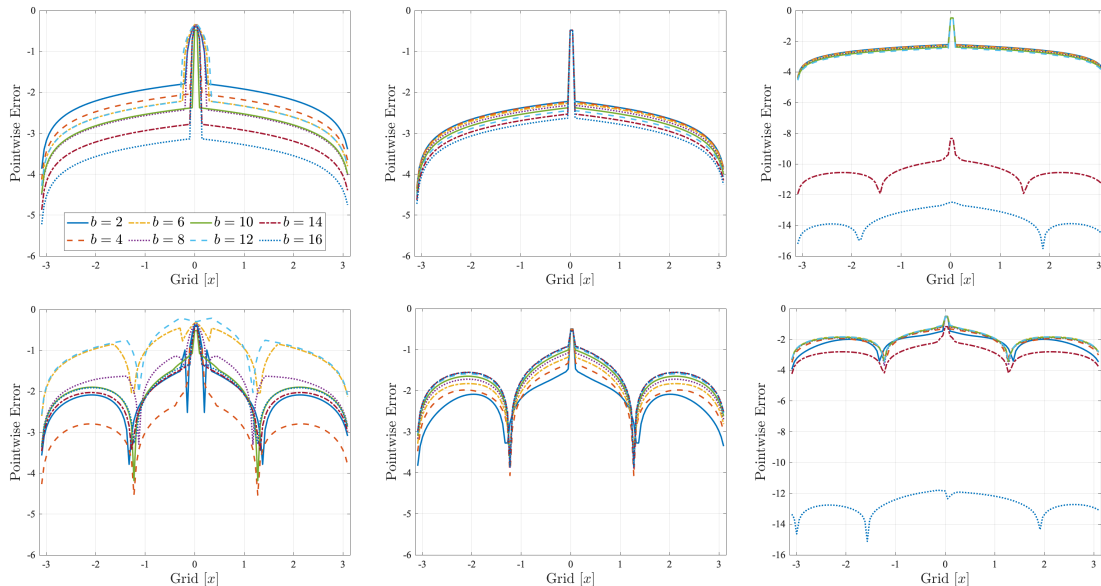 0
-1
-2
-3
-4
-5
-6
Pointwise Error
b = 2 b = 6 b = 10 b = 14
b = 4 b = 8 b = 12 b = 16
-3 -2 -1 0 1 2 3
Grid [x]
0
-1
-2
-3
-4
-5
-6
Pointwise Error
-3 -2 -1 0 1 2 3
Grid [x]
-2
-4
-6
-8
-10
-12
-14
-16
Pointwise Error
-3 -2 -1 0 1 2 3
Grid [x]
0
-1
-2
-3
-4
-5
-6
Pointwise Error
-3 -2 -1 0 1 2 3
Grid [x]
0
-1
-2
-3
-4
-5
-6
Pointwise Error
-3 -2 -1 0 1 2 3
Grid [x]
0
-2
-4
-6
-8
-10
-12
-14
-16
Pointwise Error
-3 -2 -1 0 1 2 3
Grid [x]